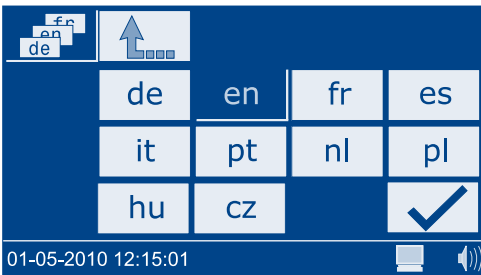 fr
en
de
de en fr es
it pt nl pl
hu cz
01-05-2010 12:15:01